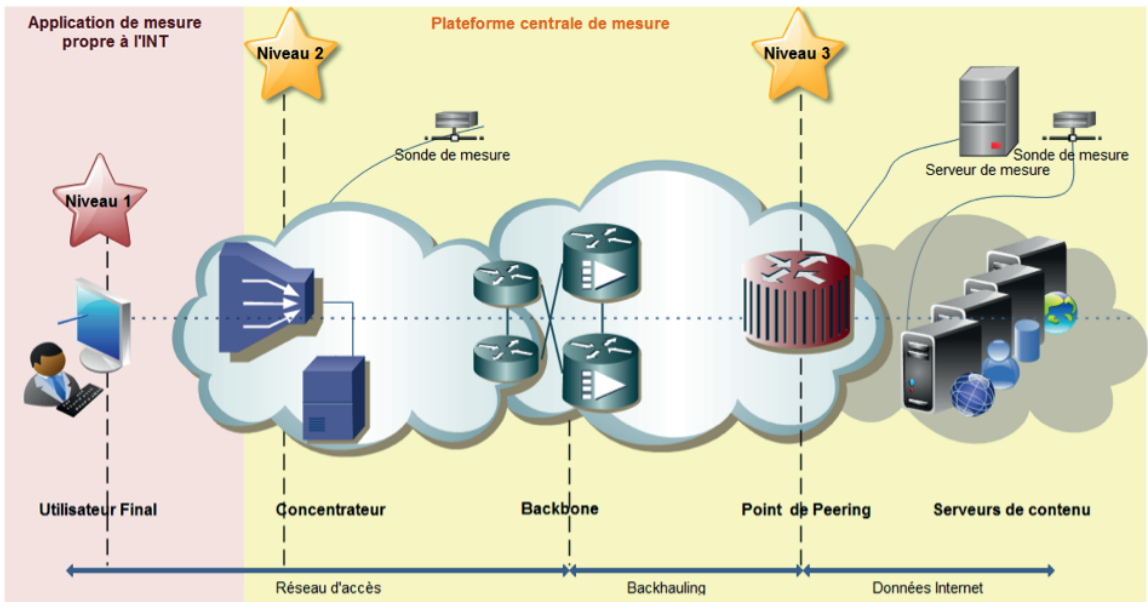 Application de mesure
propre à l'INT
Plateforme centrale de mesure
Niveau 1
Niveau 2
Niveau 3
Sonde de mesure
Serveur de mesure
Sonde de mesure
Utilisateur Final
Concentrateur
Backbone
Point de Peering
Serveurs de contenu
Réseau d'accès
Backhauling
Données Internet